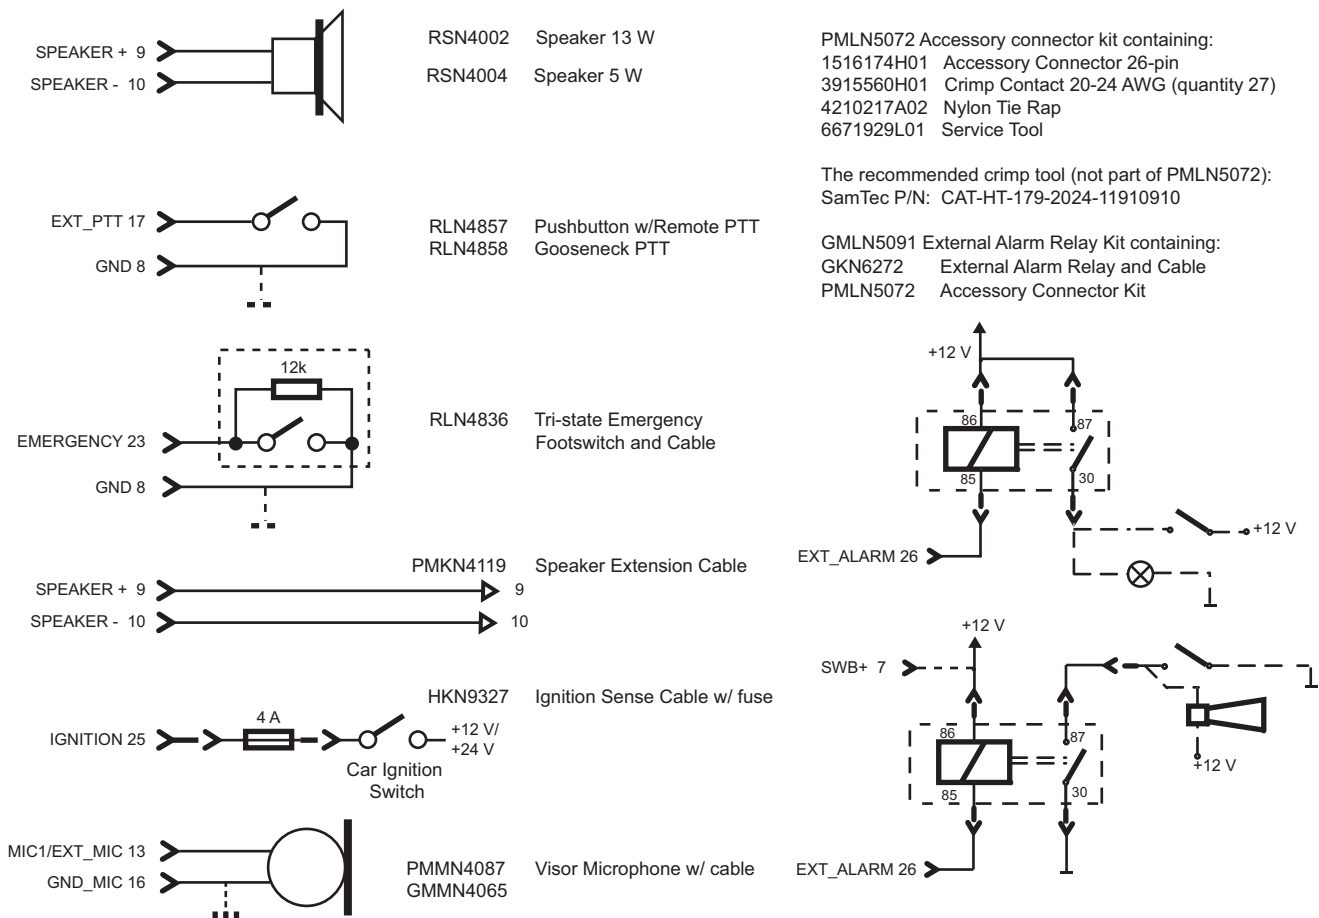 SPEAKER + 9
SPEAKER - 10
RSN4002 Speaker 13 W
RSN4004 Speaker 5 W
EXT_PTT 17
GND 8
RLN4857 Pushbutton w/Remote PTT
RLN4858 Gooseneck PTT
12k
EMERGENCY 23
GND 8
RLN4836 Tri-state Emergency
Footswitch and Cable
PMKN4119 Speaker Extension Cable
SPEAKER + 9 9
SPEAKER - 10 10
HKN9327 Ignition Sense Cable w/ fuse
4 A
IGNITION 25
+12 V/
+24 V
Car Ignition
Switch
MIC1/EXT_MIC 13
GND_MIC 16
PMMN4087 Visor Microphone w/ cable
GMMN4065
PMLN5072 Accessory connector kit containing:
1516174H01 Accessory Connector 26-pin
3915560H01 Crimp Contact 20-24 AWG (quantity 27)
4210217A02 Nylon Tie Rap
6671929L01 Service Tool
The recommended crimp tool (not part of PMLN5072):
SamTec P/N: CAT-HT-179-2024-11910910
GMLN5091 External Alarm Relay Kit containing:
GKN6272 External Alarm Relay and Cable
PMLN5072 Accessory Connector Kit
+12 V
86 87
85 30
+12 V
EXT_ALARM 26
+12 V
SWB+ 7
86 87
+12 V
85 30
EXT_ALARM 26